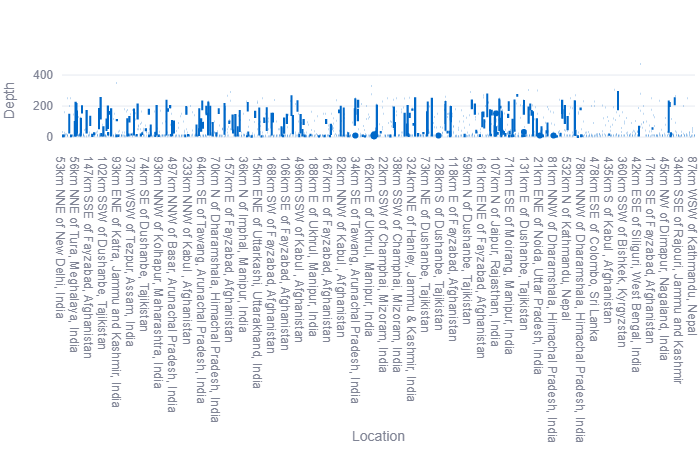 400
200
0
Depth
53km NNE of New Delhi, India
56km NNE of Tura, Meghalaya, India
147km SSE of Fayzabad, Afghanistan
102km SSW of Dushanbe, Tajikistan
93km ENE of Katra, Jammu and Kashmir, India
37km WSW of Tezpur, Assam, India
74km SE of Dushanbe, Tajikistan
93km NNW of Kolhapur, Maharashtra, India
497km NNW of Basar, Arunachal Pradesh, India
233km NNW of Kabul , Afghanistan
64km SE of Tawang, Arunachal Pradesh, India
70km N of Dharamshala, Himachal Pradesh, India
157km E of Fayzabad, Afghanistan
36km N of Imphal, Manipur, India
15km ENE of Uttarkashi, Uttarakhand, India
168km SW of Fayzabad, Afghanistan
106km SE of Fayzabad, Afghanistan
496km SSW of Kabul , Afghanistan
188km E of Ukhrul, Manipur, India
167km E of Fayzabad, Afghanistan
82km NNW of Kabul , Afghanistan
34km SE of Tawang, Arunachal Pradesh, India
162km E of Ukhrul, Manipur, India
22km SSW of Champhai, Mizoram, India
38km SSW of Champhai, Mizoram, India
324km NE of Hanley, Jammu & Kashmir, India
73km NE of Dushanbe, Tajikistan
128km S of Dushanbe, Tajikistan
118km E of Fayzabad, Afghanistan
59km N of Dushanbe, Tajikistan
161km ENE of Fayzabad, Afghanistan
107km N of Jaipur, Rajasthan, India
71km ESE of Moirang, Manipur, India
131km E of Dushanbe, Tajikistan
21km ENE of Noida, Uttar Pradesh, India
81km NNW of Dharamshala, Himachal Pradesh, India
532km N of Kathmandu, Nepal
78km NNW of Dharamshala, Himachal Pradesh, India
478km ESE of Colombo, Sri Lanka
435km S of Kabul , Afghanistan
360km SSW of Bishkek, Kyrgyzstan
42km ESE of Siliguri, West Bengal, India
17km SE of Fayzabad, Afghanistan
45km NW of Dimapur, Nagaland, India
34km SSE of Rajouri, Jammu and Kashmir
87km WSW of Kathmandu, Nepal
Location